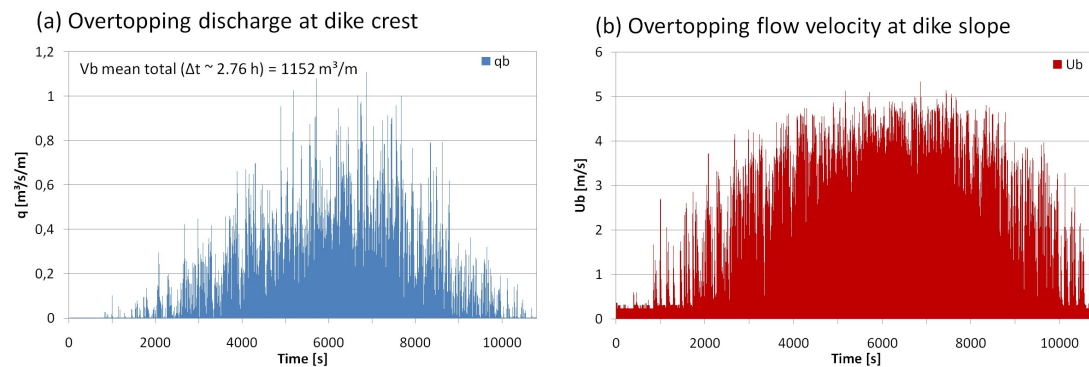 (a) Overtopping discharge at dike crest
1,2
1
0,8
0,6
0,4
0,2
0
q [m³/s/m]
Vb mean total (Δt ~ 2.76 h) = 1152 m³/m
qb
0 2000 4000 6000 8000 10000
Time [s]
(b) Overtopping flow velocity at dike slope
6
5
4
3
2
1
0
Ub [m/s]
Ub
0 2000 4000 6000 8000 10000
Time [s]